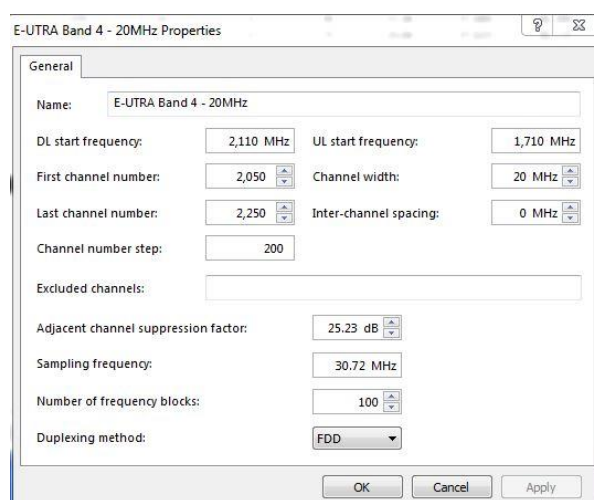 E-UTRA Band 4 - 20MHz Properties
General
Name: E-UTRA Band 4 - 20MHz
DL start frequency: 2,110 MHz UL start frequency: 1,710 MHz
First channel number: 2,050 Channel width: 20 MHz
Last channel number: 2,250 Inter-channel spacing: 0 MHz
Channel number step: 200
Excluded channels:
Adjacent channel suppression factor: 25.23 dB
Sampling frequency: 30.72 MHz
Number of frequency blocks: 100
Duplexing method: FDD
OK Cancel Apply